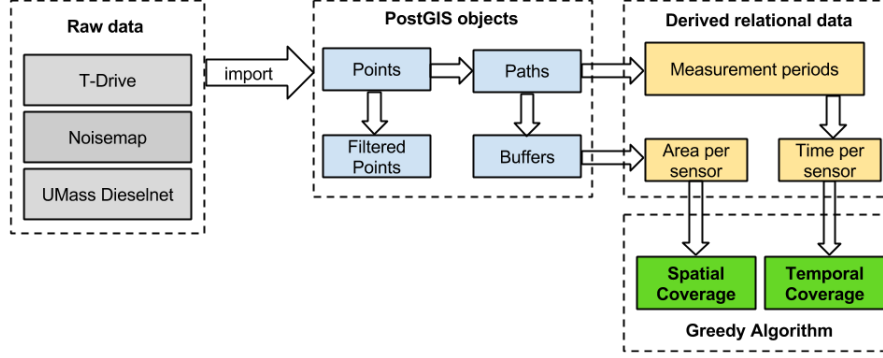 Raw data
T-Drive
Noisemap
UMass Dieselnet
import
PostGIS objects
Points
Paths
Filtered
Points
Buffers
Derived relational data
Measurement periods
Area per
sensor
Time per
sensor
Spatial
Coverage
Temporal
Coverage
Greedy Algorithm